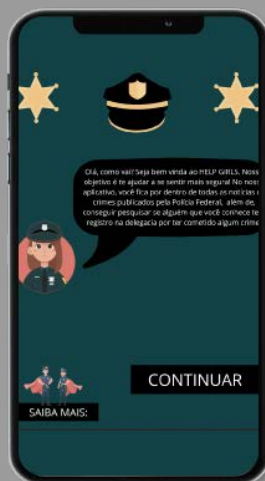 Olá, como vai? Seja bem vinda ao HELP GIRLS. Noss
objetivo é te ajudar a se sentir mais segura! No noss
aplicativo, você fica por dentro de todas as notícias
crimes publicados pela Polícia Federal, além de,
conseguir pesquisar se alguém que você conhece te
registro na delegacia por ter cometido algum crime
CONTINUAR
SAIBA MAIS: